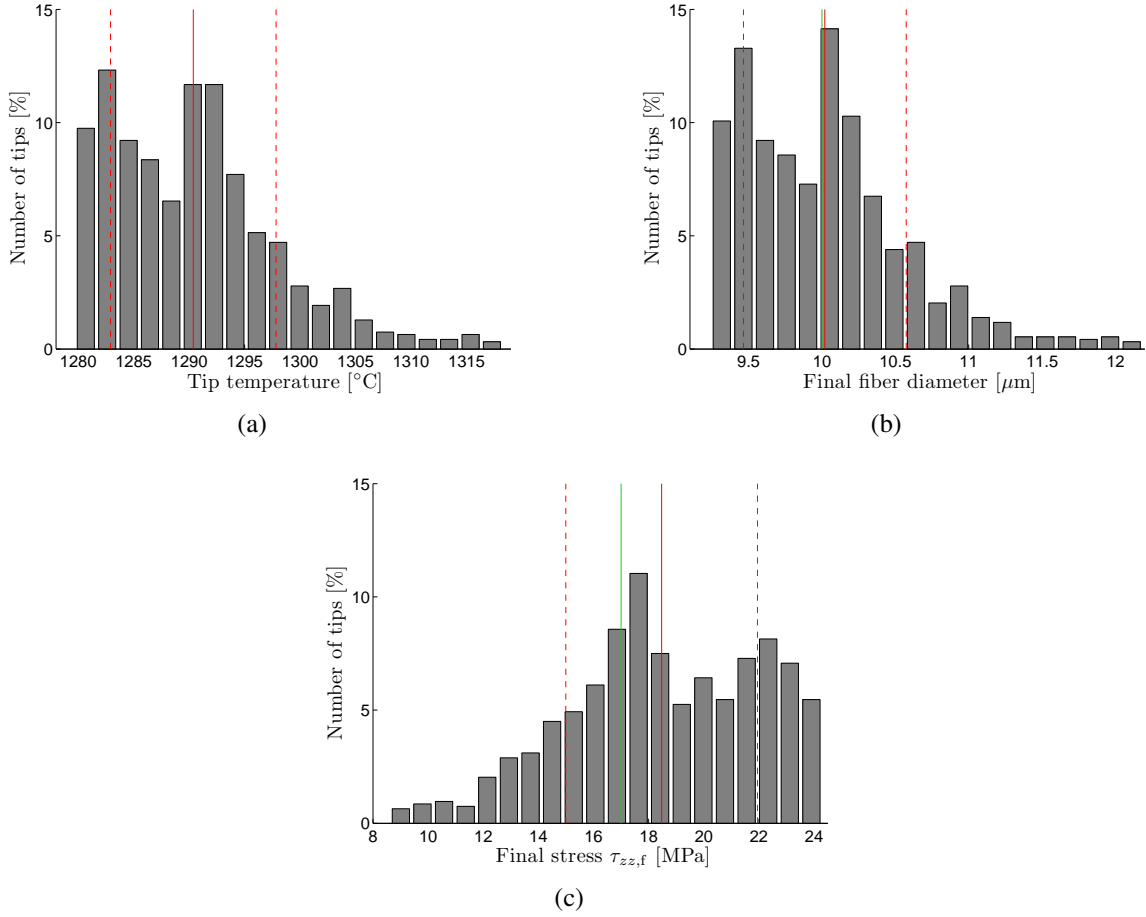 15
10
5
0
Number of tips [%]
1280 1285 1290 1295 1300 1305 1310 1315
Tip temperature [°C]
(a)
15
10
5
0
Number of tips [%]
9.5 10 10.5 11 11.5 12
Final fiber diameter [μm]
(b)
15
10
5
0
Number of tips [%]
8 10 12 14 16 18 20 22 24
Final stress τzz,f [MPa]
(c)